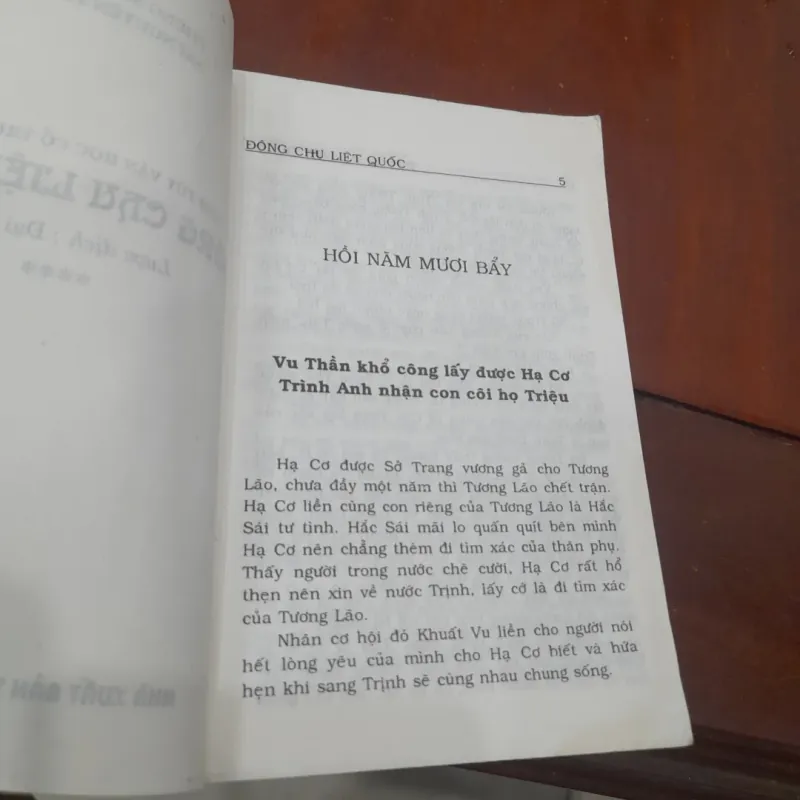 ĐÔNG CHU LIỆT QUỐC
5
HỒI NĂM MƯƠI BẨY
Vu Thần khổ công lấy được Hạ Cơ
Trình Anh nhận con côi họ Triệu
Hạ Cơ được Sở Trang vương gả cho Tương
Lão, chưa đầy một năm thì Tương Lão chết trận.
Hạ Cơ liền cùng con riêng của Tương Lão là Hắc
Sái tư tình. Hắc Sái mãi lo quấn quít bên mình
Hạ Cơ nên chẳng thèm đi tìm xác của thân phụ.
Thấy người trong nước chê cười, Hạ Cơ rất hổ
thẹn nên xin về nước Trịnh, lấy cớ là đi tìm xác
của Tương Lão.
Nhân cơ hội đó Khuất Vu liền cho người nói
hết lòng yêu của mình cho Hạ Cơ biết và hứa
hẹn khi sang Trịnh sẽ cùng nhau chung sống.